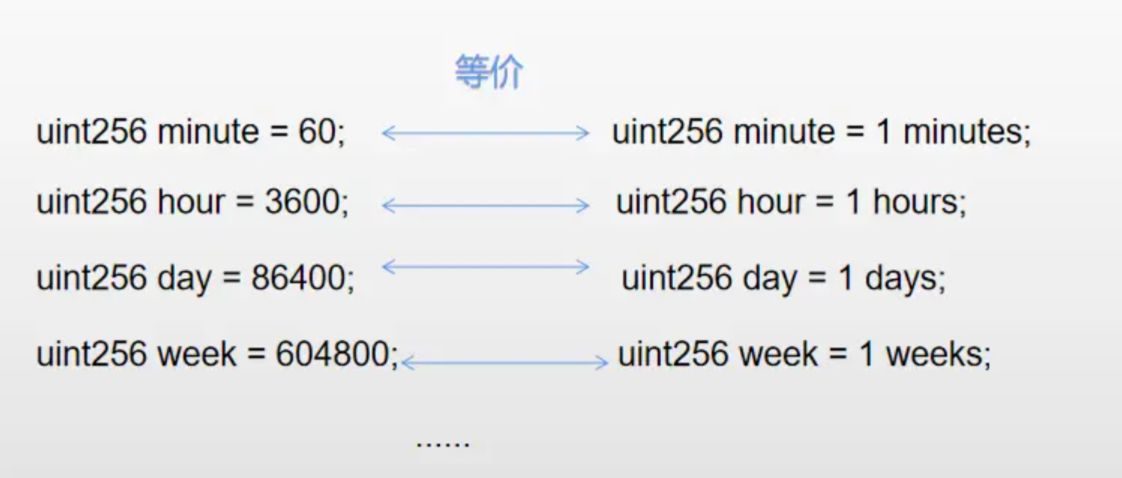 等价
uint256 minute = 60; uint256 minute = 1 minutes;
uint256 hour = 3600; uint256 hour = 1 hours;
uint256 day = 86400; uint256 day = 1 days;
uint256 week = 604800; uint256 week = 1 weeks;
......